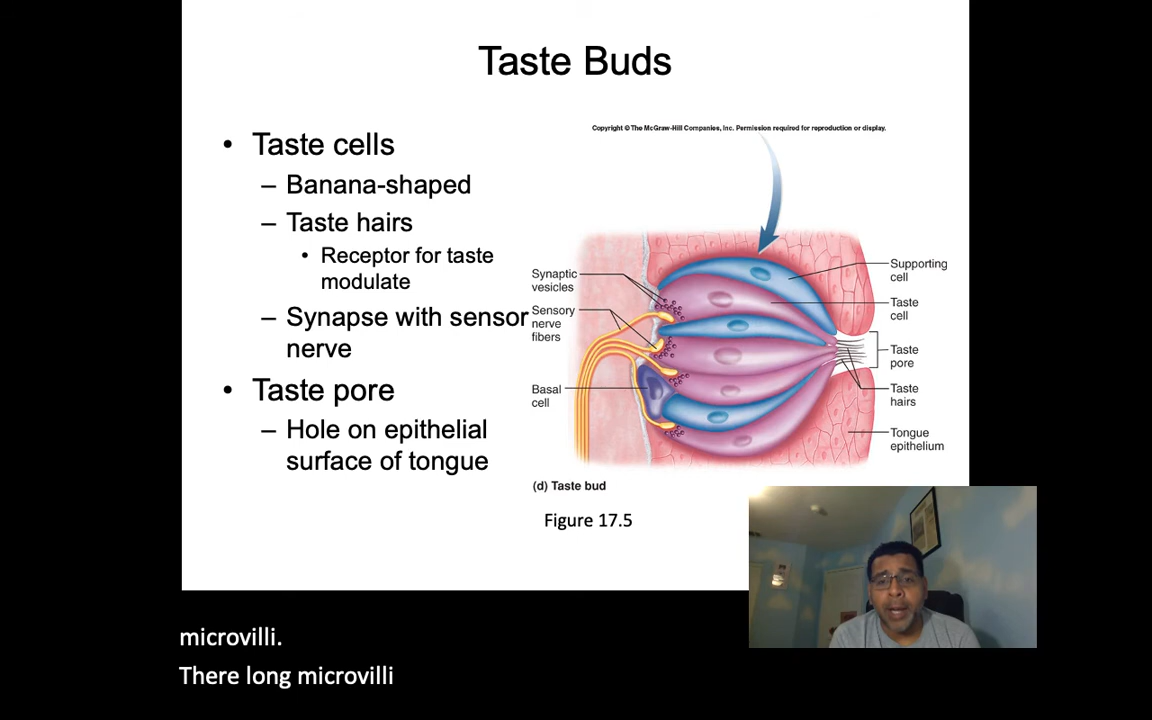 Taste Buds
Copyright © The McGraw-Hill Companies, Inc. Permission required for reproduction or display.
• Taste cells
– Banana-shaped
– Taste hairs
• Receptor for taste
modulate
– Synapse with sensor
nerve
• Taste pore
– Hole on epithelial
surface of tongue
Synaptic
vesicles
Sensory
nerve
fibers
Basal
cell
Supporting
cell
Taste
cell
Taste
pore
Taste
hairs
Tongue
epithelium
(d) Taste bud
Figure 17.5
microvilli.
There long microvilli